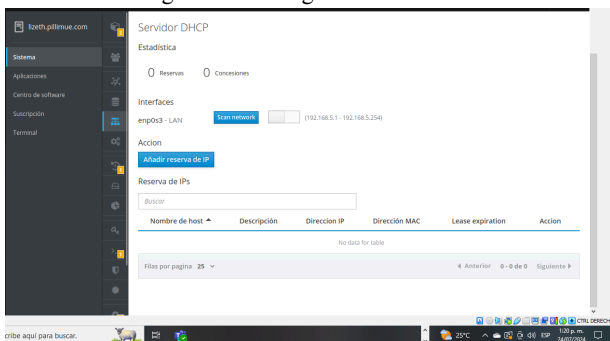 lizeth.pillimue.com
Sistema
Aplicaciones
Centro de software
Suscripción
Terminal
Servidor DHCP
Estadística
0 Reservas 0 Concesiones
Interfaces
enp0s3 - LAN Scan network (192.168.5.1 - 192.168.5.254)
Accion
Añadir reserva de IP
Reserva de IPs
Buscar
Nombre de host Descripción Direccion IP Dirección MAC Lease expiration Accion
No data for table
Filas por pagina 25 Anterior 0 - 0 de 0 Siguiente
CTRL DERECH
cribe aquí para buscar. 25°C ESP 1:20 p. m.
24/07/2024